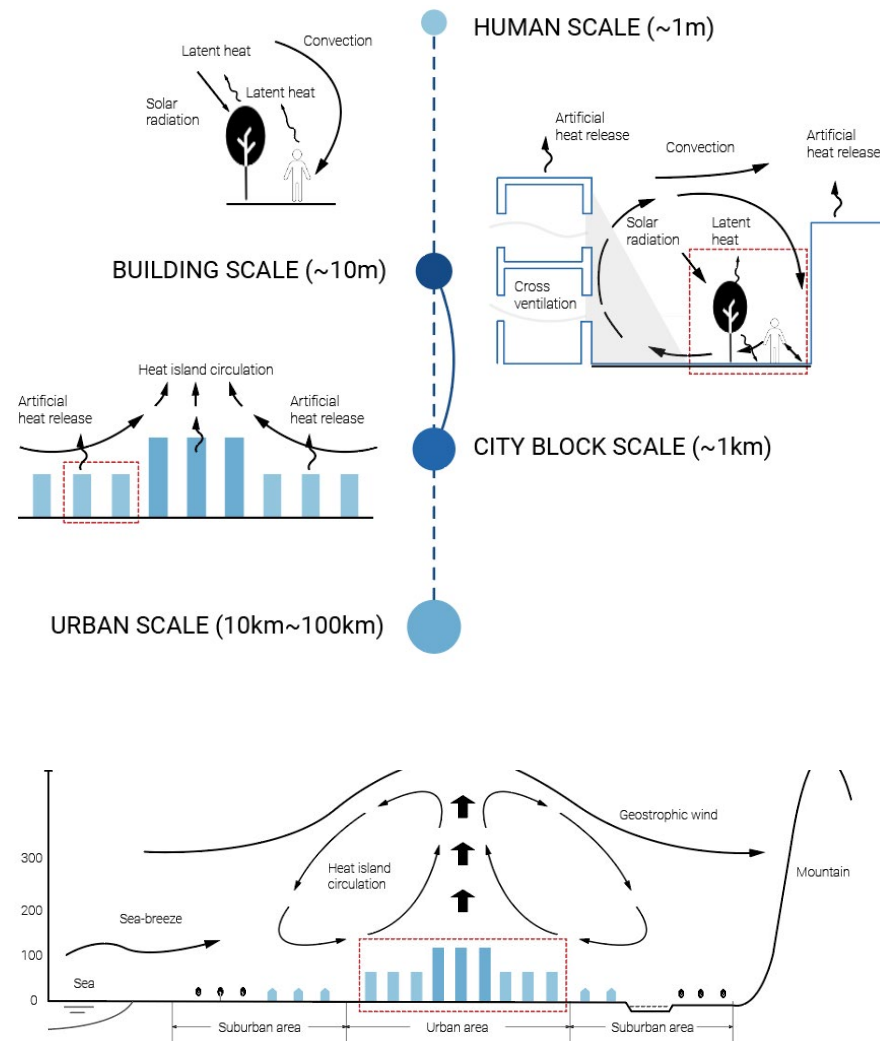 HUMAN SCALE (~1m)
Latent heat
Convection
Latent heat
Solar
radiation
Artificial
heat release
Convection
Artificial
heat release
Solar
radiation
Latent
heat
Cross
ventilation
BUILDING SCALE (~10m)
Heat island circulation
Artificial
heat release
Artificial
heat release
CITY BLOCK SCALE (~1km)
URBAN SCALE (10km~100km)
Geostrophic wind
300
Heat island
circulation
Mountain
200
Sea-breeze
100
Sea
0
Suburban area
Urban area
Suburban area